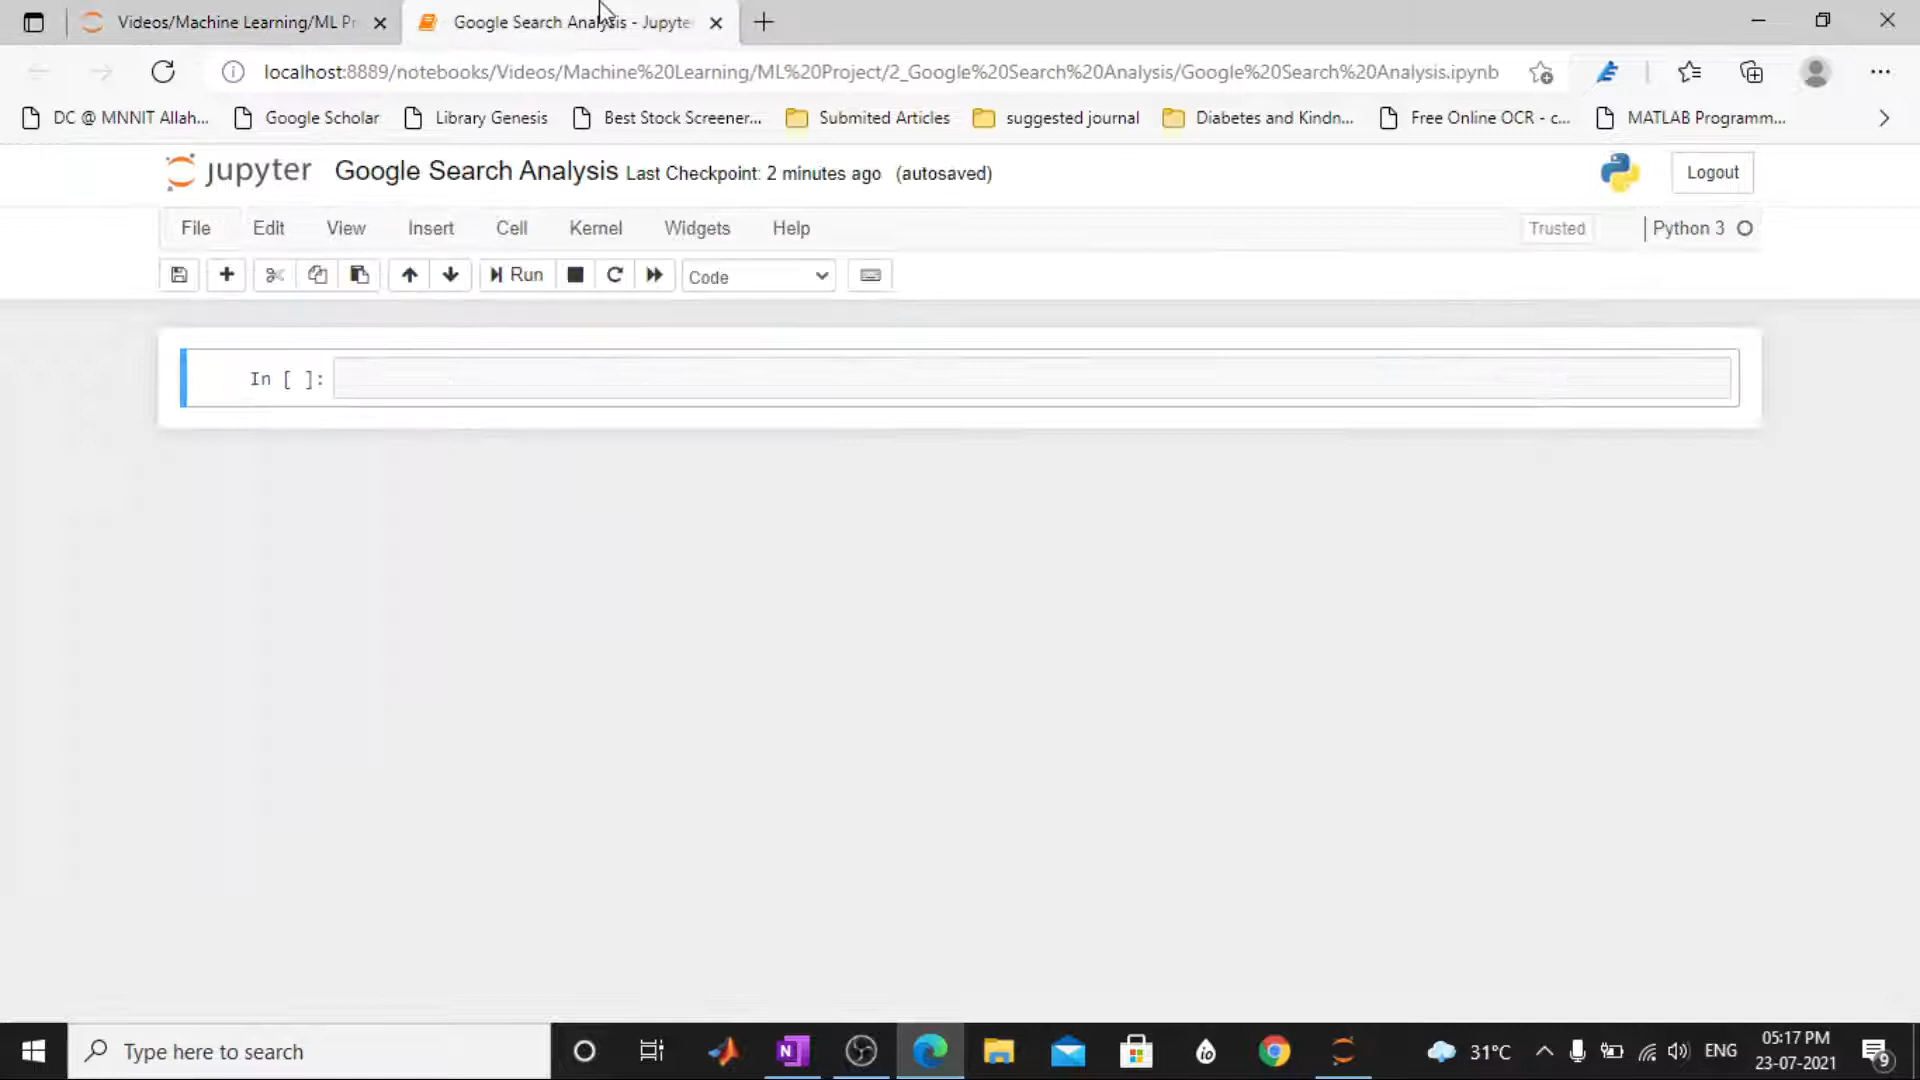 Videos/Machine Learning/ML Pr
Google Search Analysis - Jupyte
localhost:8889/notebooks/Videos/Machine%20Learning/ML%20Project/2_Google%20Search%20Analysis/Google%20Search%20Analysis.ipynb
DC @ MNNIT Allah... Google Scholar Library Genesis Best Stock Screener... Submited Articles suggested journal Diabetes and Kindn... Free Online OCR - c... MATLAB Programm...
jupyter Google Search Analysis Last Checkpoint: 2 minutes ago (autosaved) Logout
File Edit View Insert Cell Kernel Widgets Help Trusted Python 3
Run Code
In [ ]:
Type here to search
N
io
31°C
ENG
05:17 PM
23-07-2021
9